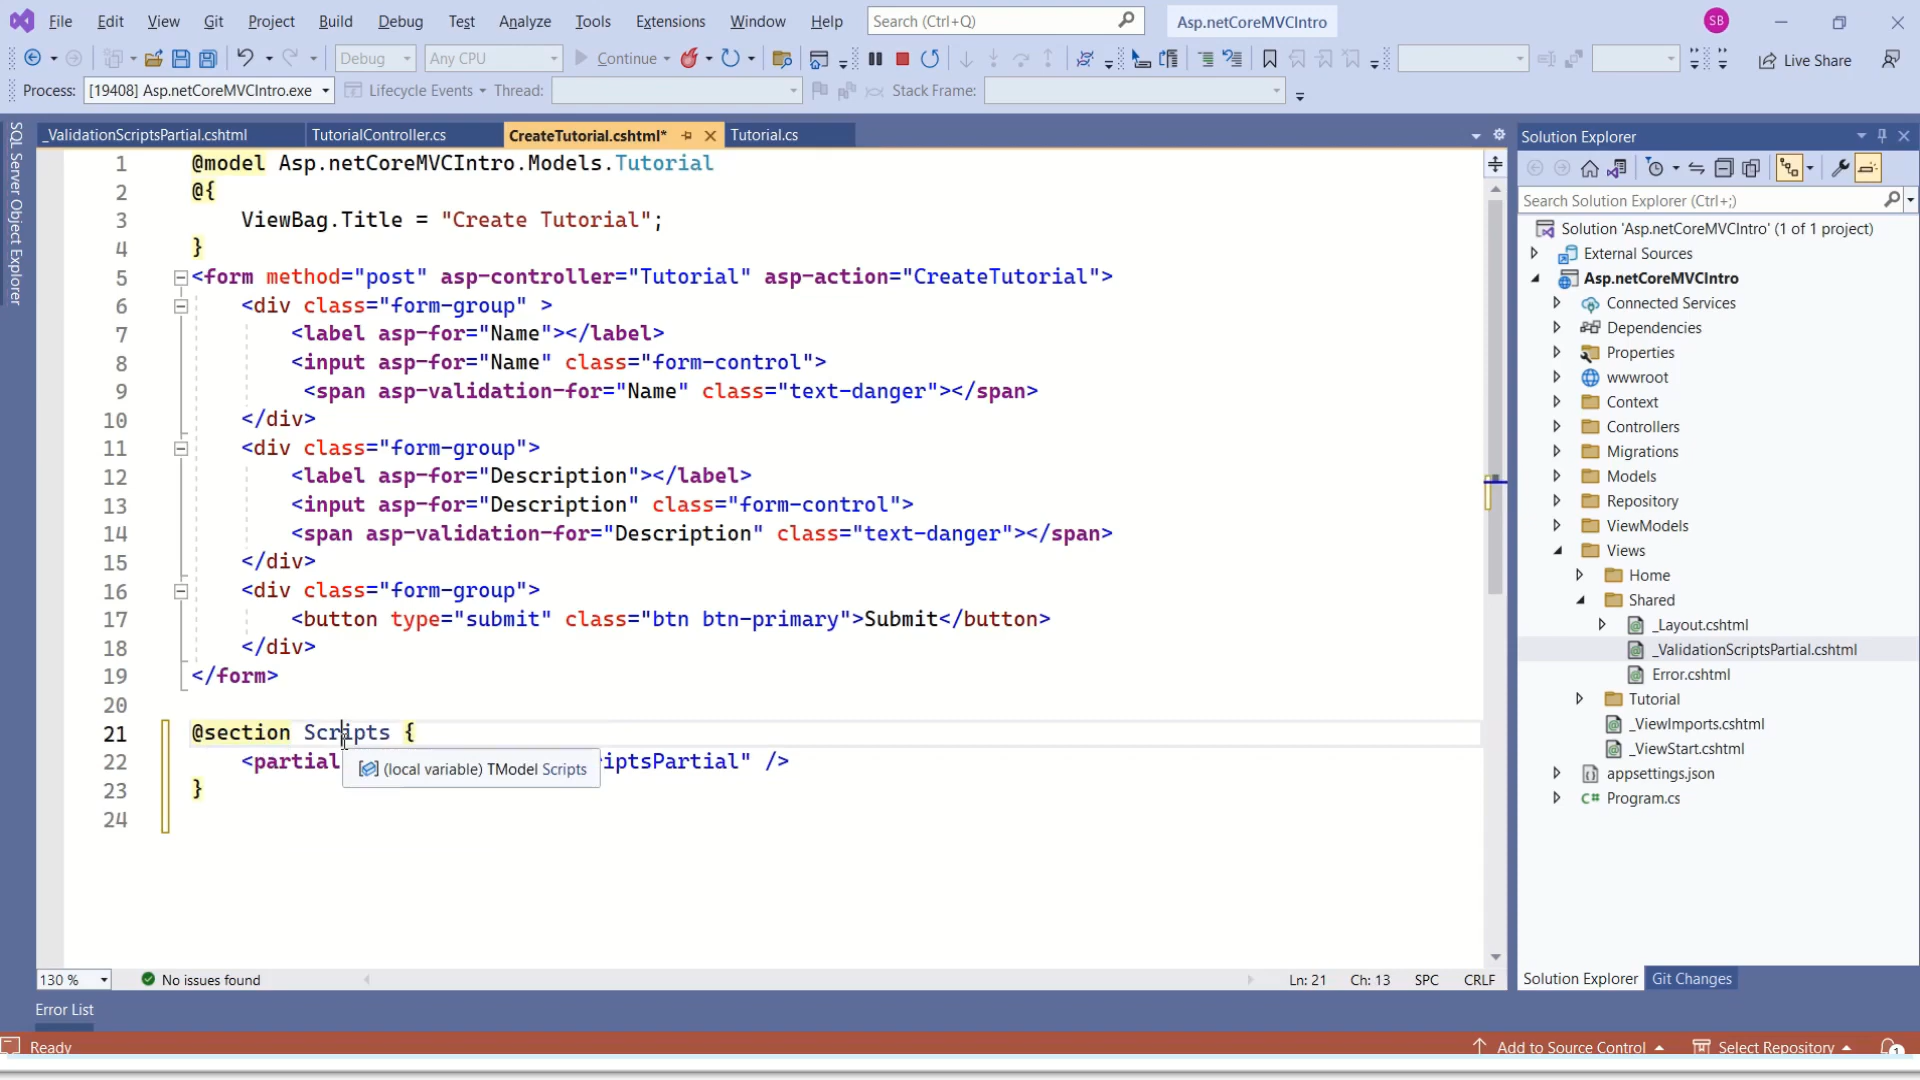 File Edit View Git Project Build Debug Test Analyze Tools Extensions Window Help Search (Ctrl+Q) Asp.netCoreMVCIntro SB
Debug Any CPU Continue Live Share
Process: [19408] Asp.netCoreMVCIntro.exe Lifecycle Events Thread: Stack Frame:
SQL Server Object Explorer
_ValidationScriptsPartial.cshtml TutorialController.cs CreateTutorial.cshtml* Tutorial.cs
1 @model Asp.netCoreMVCIntro.Models.Tutorial
2 @{
3 ViewBag.Title = "Create Tutorial";
4 }
5 <form method="post" asp-controller="Tutorial" asp-action="CreateTutorial">
6 <div class="form-group" >
7 <label asp-for="Name"></label>
8 <input asp-for="Name" class="form-control">
9 <span asp-validation-for="Name" class="text-danger"></span>
10 </div>
11 <div class="form-group">
12 <label asp-for="Description"></label>
13 <input asp-for="Description" class="form-control">
14 <span asp-validation-for="Description" class="text-danger"></span>
15 </div>
16 <div class="form-group">
17 <button type="submit" class="btn btn-primary">Submit</button>
18 </div>
19 </form>
20
21 @section Scripts {
22 <partial iptsPartial" />
(local variable) TModel Scripts
23 }
24
130 % No issues found Ln: 21 Ch: 13 SPC CRLF
Solution Explorer
Search Solution Explorer (Ctrl+;)
Solution 'Asp.netCoreMVCIntro' (1 of 1 project)
External Sources
Asp.netCoreMVCIntro
Connected Services
Dependencies
Properties
wwwroot
Context
Controllers
Migrations
Models
Repository
ViewModels
Views
Home
Shared
_Layout.cshtml
_ValidationScriptsPartial.cshtml
Error.cshtml
Tutorial
_ViewImports.cshtml
_ViewStart.cshtml
appsettings.json
C# Program.cs
Solution Explorer Git Changes
Error List
Ready Add to Source Control Select Repository 1